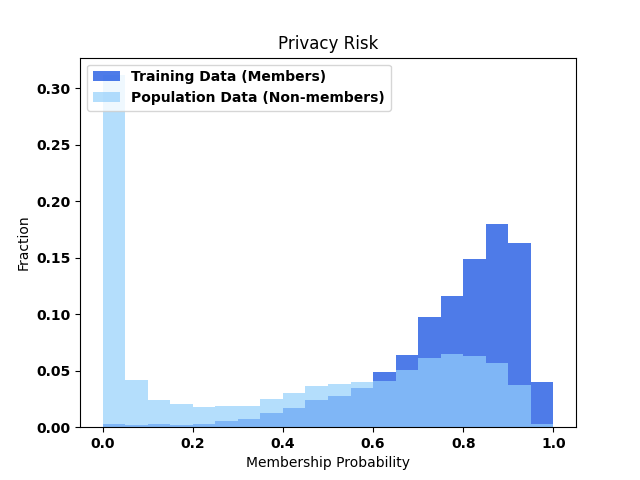 Privacy Risk
Training Data (Members)
Population Data (Non-members)
0.30
0.25
0.20
0.15
0.10
0.05
0.00
Fraction
0.0 0.2 0.4 0.6 0.8 1.0
Membership Probability